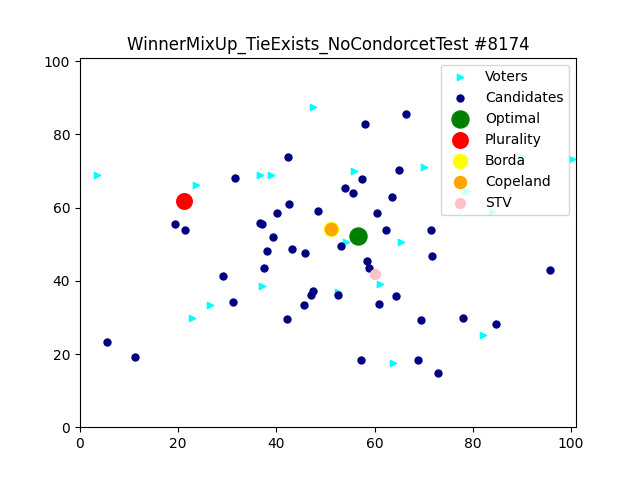 WinnerMixUp_TieExists_NoCondorcetTest #8174
Voters
Candidates
Optimal
Plurality
Borda
Copeland
STV
100
80
60
40
20
0
0 20 40 60 80 100